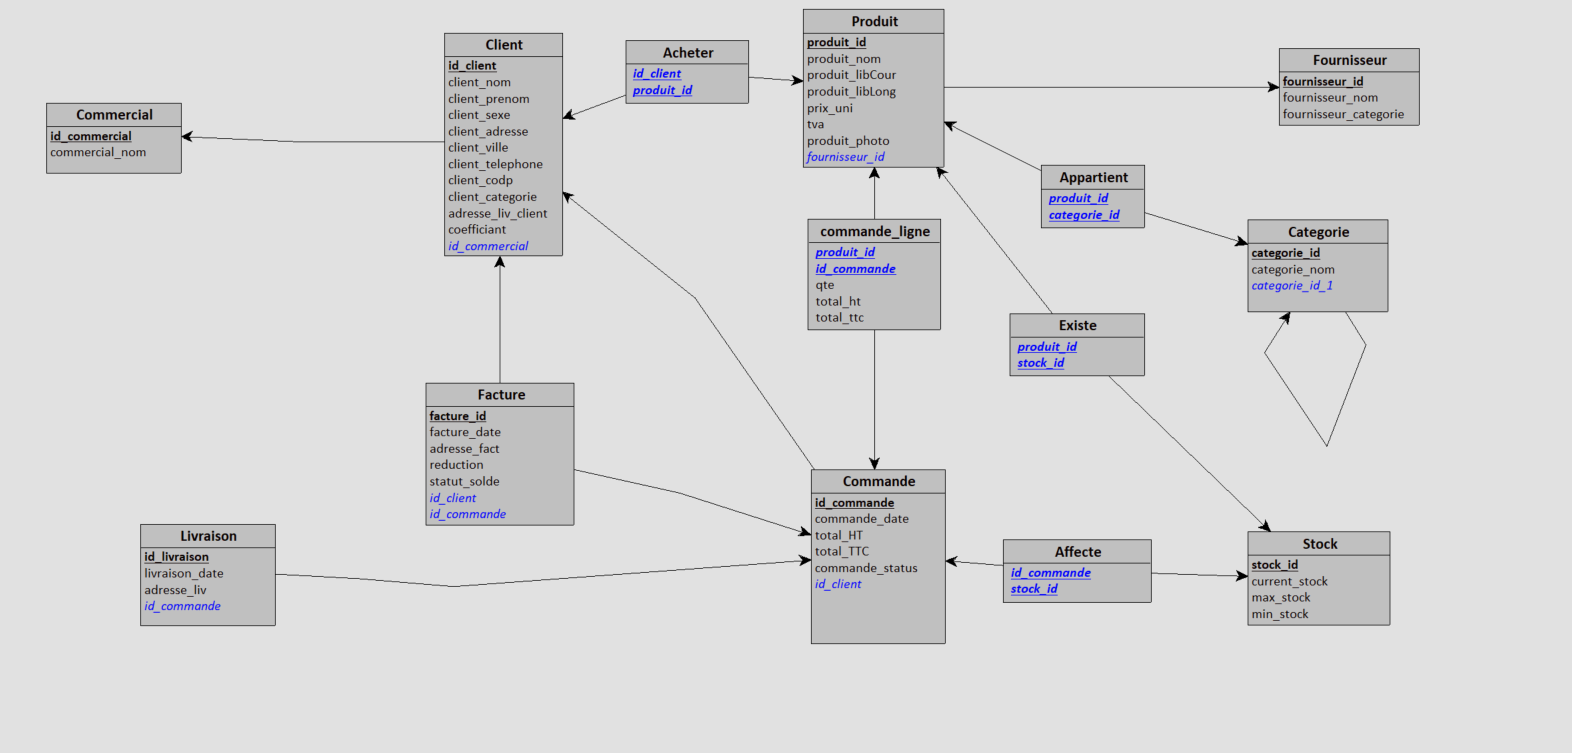 Commercial
id_commercial
commercial_nom
Client
id_client
client_nom
client_prenom
client_sexe
client_adresse
client_ville
client_telephone
client_codp
client_categorie
adresse_liv_client
coefficiant
id_commercial
Acheter
id_client
produit_id
Produit
produit_id
produit_nom
produit_libCour
produit_libLong
prix_uni
tva
produit_photo
fournisseur_id
Fournisseur
fournisseur_id
fournisseur_nom
fournisseur_categorie
Appartient
produit_id
categorie_id
Categorie
categorie_id
categorie_nom
categorie_id_1
commande_ligne
produit_id
id_commande
qte
total_ht
total_ttc
Existe
produit_id
stock_id
Facture
facture_id
facture_date
adresse_fact
reduction
statut_solde
id_client
id_commande
Livraison
id_livraison
livraison_date
adresse_liv
id_commande
Commande
id_commande
commande_date
total_HT
total_TTC
commande_status
id_client
Affecte
id_commande
stock_id
Stock
stock_id
current_stock
max_stock
min_stock